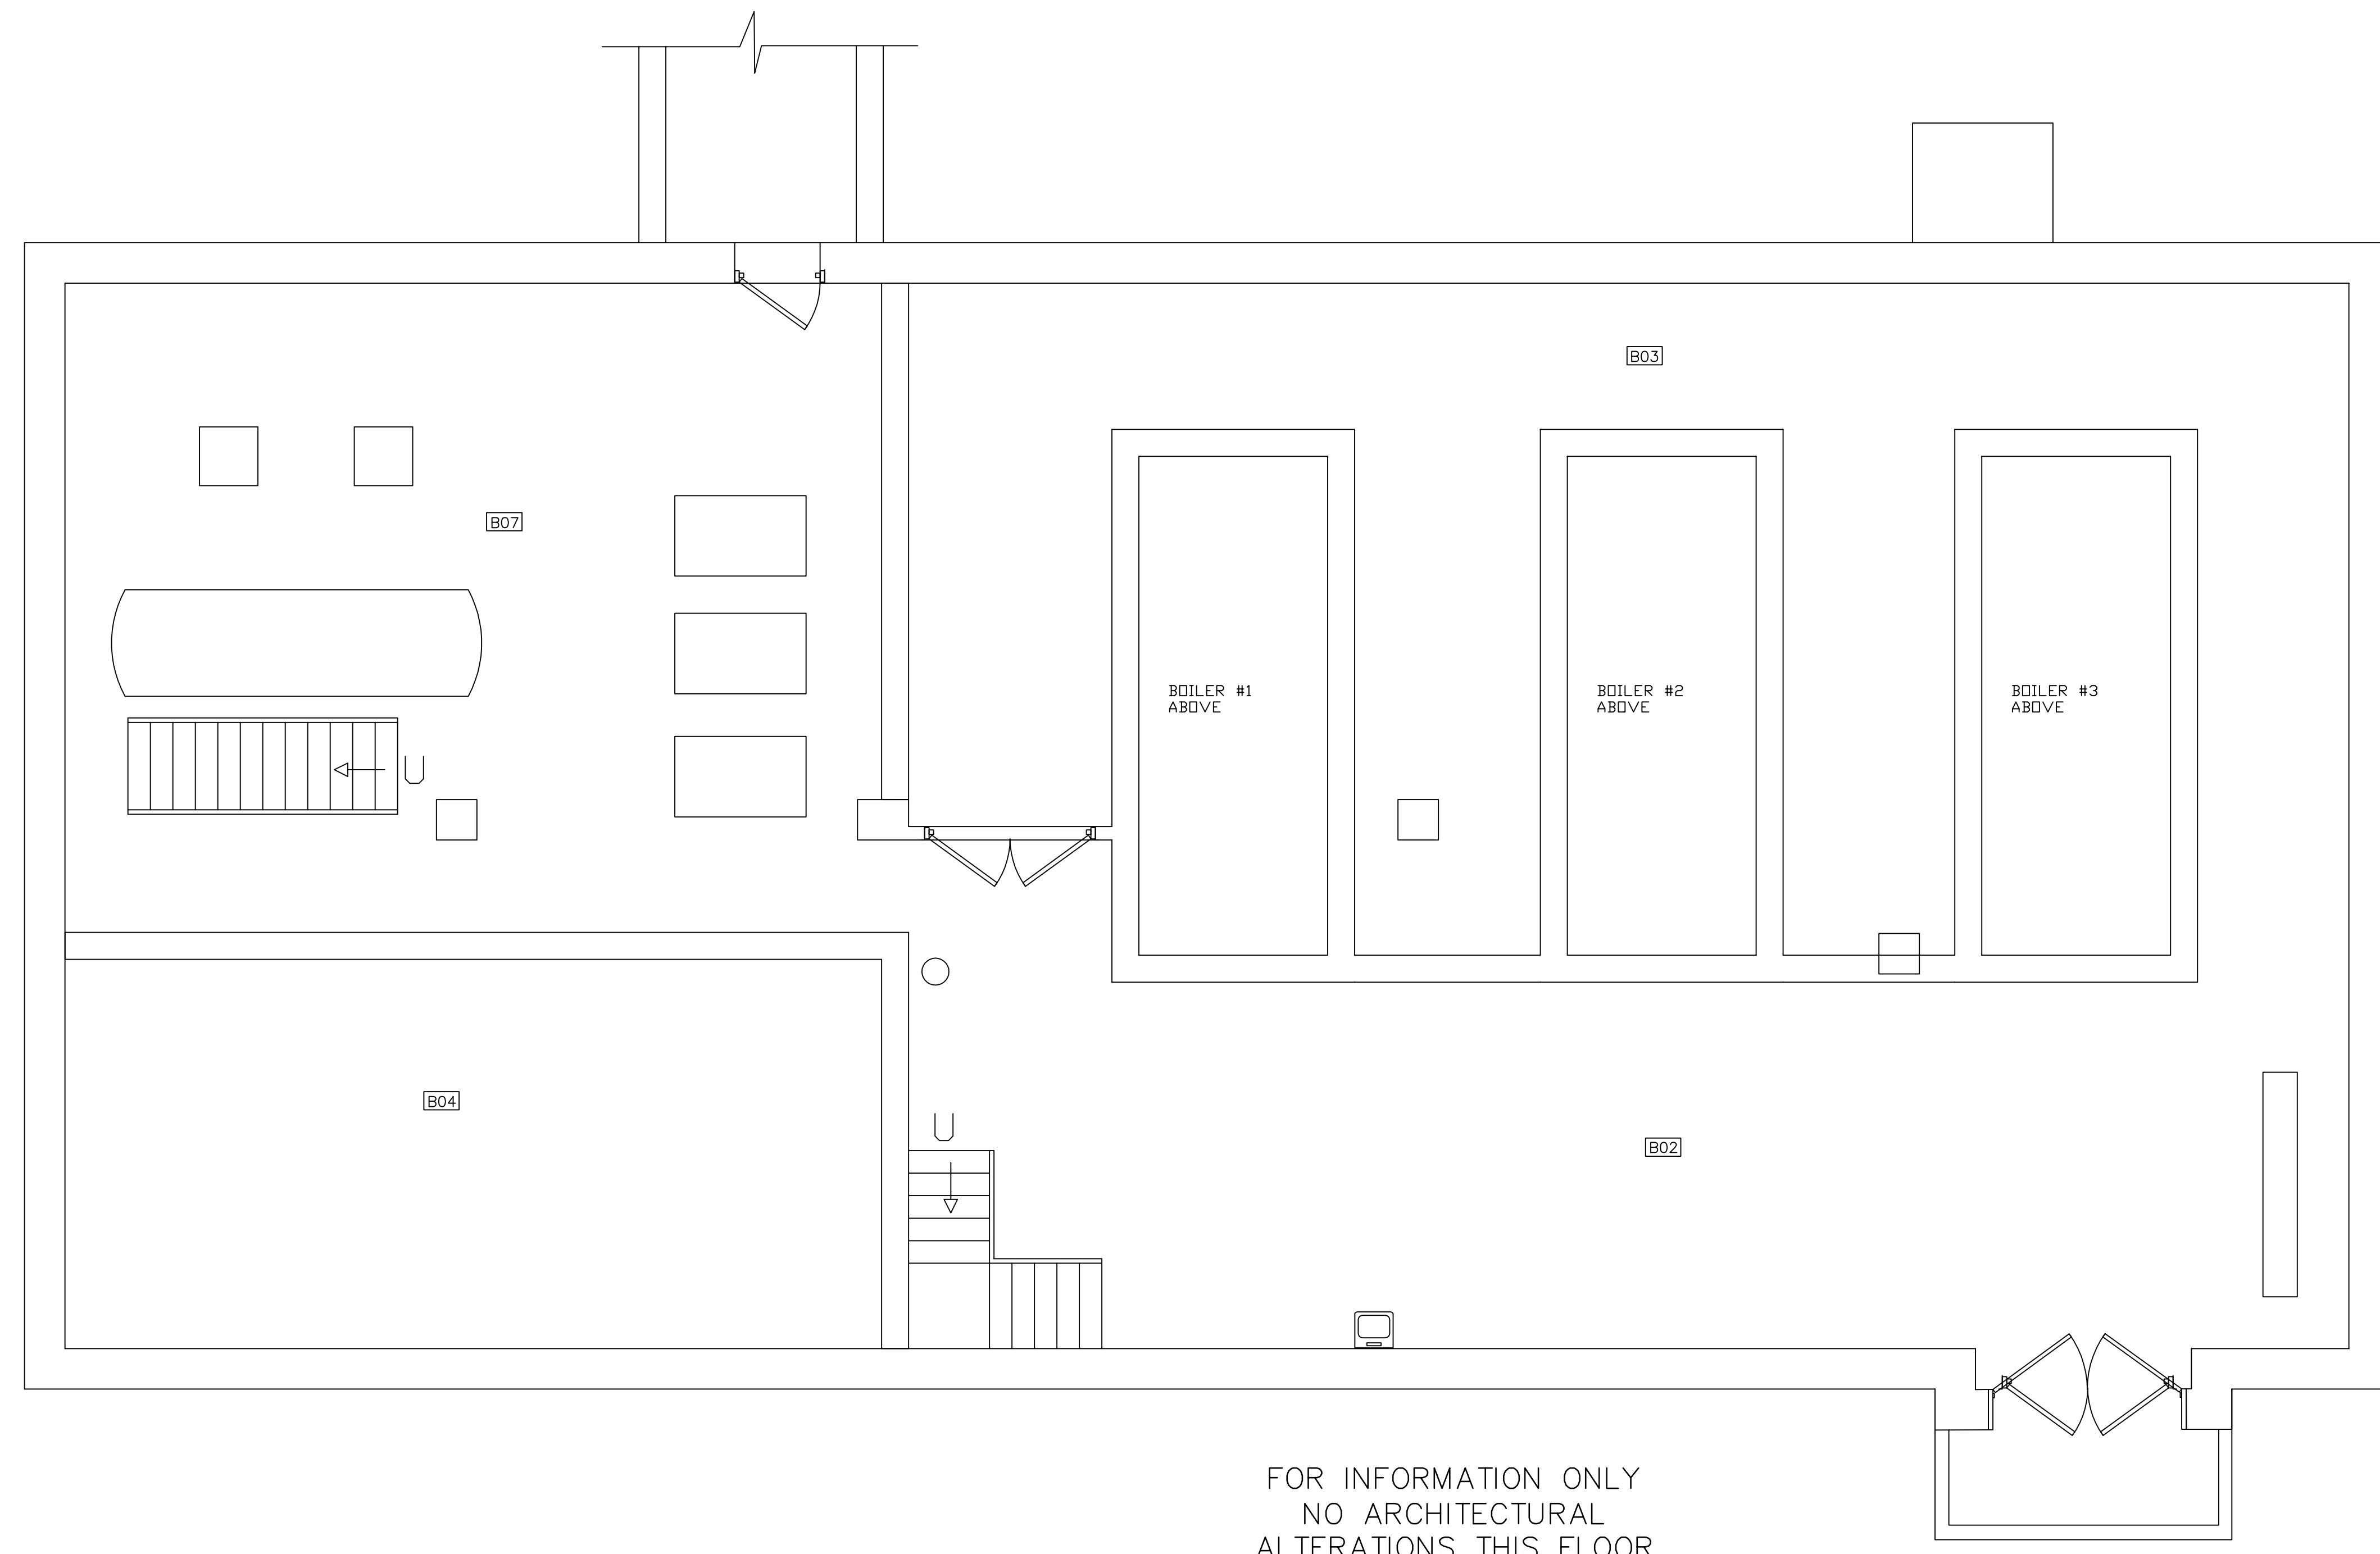 B03
B07
BOILER #1
ABOVE
BOILER #2
ABOVE
BOILER #3
ABOVE
U
B04
U
B02
FOR INFORMATION ONLY
NO ARCHITECTURAL
ALTERATIONS THIS FLOOR